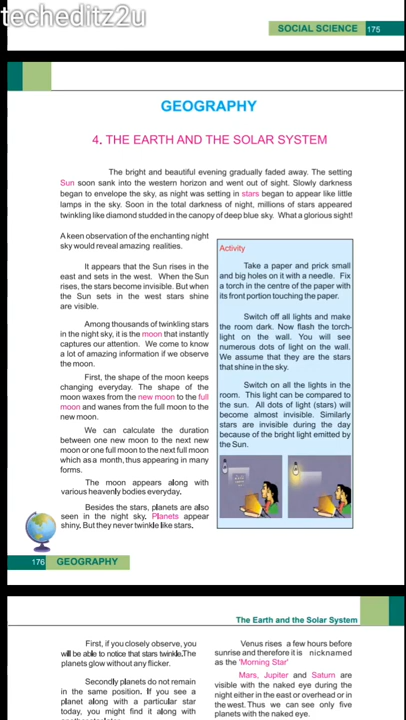 techeditz2u
SOCIAL SCIENCE 175
GEOGRAPHY
4. THE EARTH AND THE SOLAR SYSTEM
The bright and beautiful evening gradually faded away. The setting
Sun soon sank into the western horizon and went out of sight. Slowly darkness
began to envelope the sky, as night was setting in stars began to appear like little
lamps in the sky. Soon in the total darkness of night, millions of stars appeared
twinkling like diamond studded in the canopy of deep blue sky. What a glorious sight!
A keen observation of the enchanting night
sky would reveal amazing realities.
It appears that the Sun rises in the
east and sets in the west. When the Sun
rises, the stars become invisible. But when
the Sun sets in the west stars shine
are visible.
Among thousands of twinkling stars
in the night sky, it is the moon that instantly
captures our attention. We come to know
a lot of amazing information if we observe
the moon.
First, the shape of the moon keeps
changing everyday. The shape of the
moon waxes from the new moon to the full
moon and wanes from the full moon to the
new moon.
We can calculate the duration
between one new moon to the next new
moon or one full moon to the next full moon
which as a month, thus appearing in many
forms.
The moon appears along with
various heavenly bodies everyday.
Besides the stars, planets are also
seen in the night sky. Planets appear
shiny. But they never twinkle like stars.
Activity
Take a paper and prick small
and big holes on it with a needle. Fix
a torch in the centre of the paper with
its front portion touching the paper.
Switch off all lights and make
the room dark. Now flash the torch-
light on the wall. You will see
numerous dots of light on the wall.
We assume that they are the stars
that shine in the sky.
Switch on all the lights in the
room. This light can be compared to
the sun. All dots of light (stars) will
become almost invisible. Similarly
stars are invisible during the day
because of the bright light emitted by
the Sun.
176 GEOGRAPHY
The Earth and the Solar System
First, if you closely observe, you
will be able to notice that stars twinkle.The
planets glow without any flicker.
Secondly planets do not remain
in the same position. If you see a
planet along with a particular star
today, you might find it along with
Venus rises a few hours before
sunrise and therefore it is nicknamed
as the 'Morning Star'
Mars, Jupiter and Saturn are
visible with the naked eye during the
night either in the east or overhead or in
the west. Thus we can see only five
planets with the naked eye.